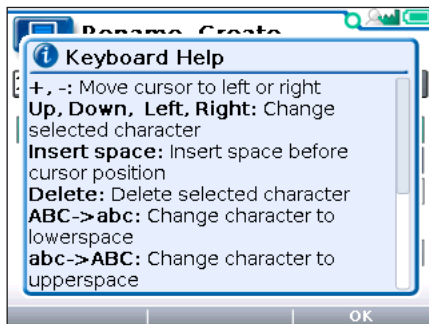 Rename, Create
Keyboard Help
+, -: Move cursor to left or right
Up, Down, Left, Right: Change
selected character
Insert space: Insert space before
cursor position
Delete: Delete selected character
ABC->abc: Change character to
lowerspace
abc->ABC: Change character to
upperspace
OK